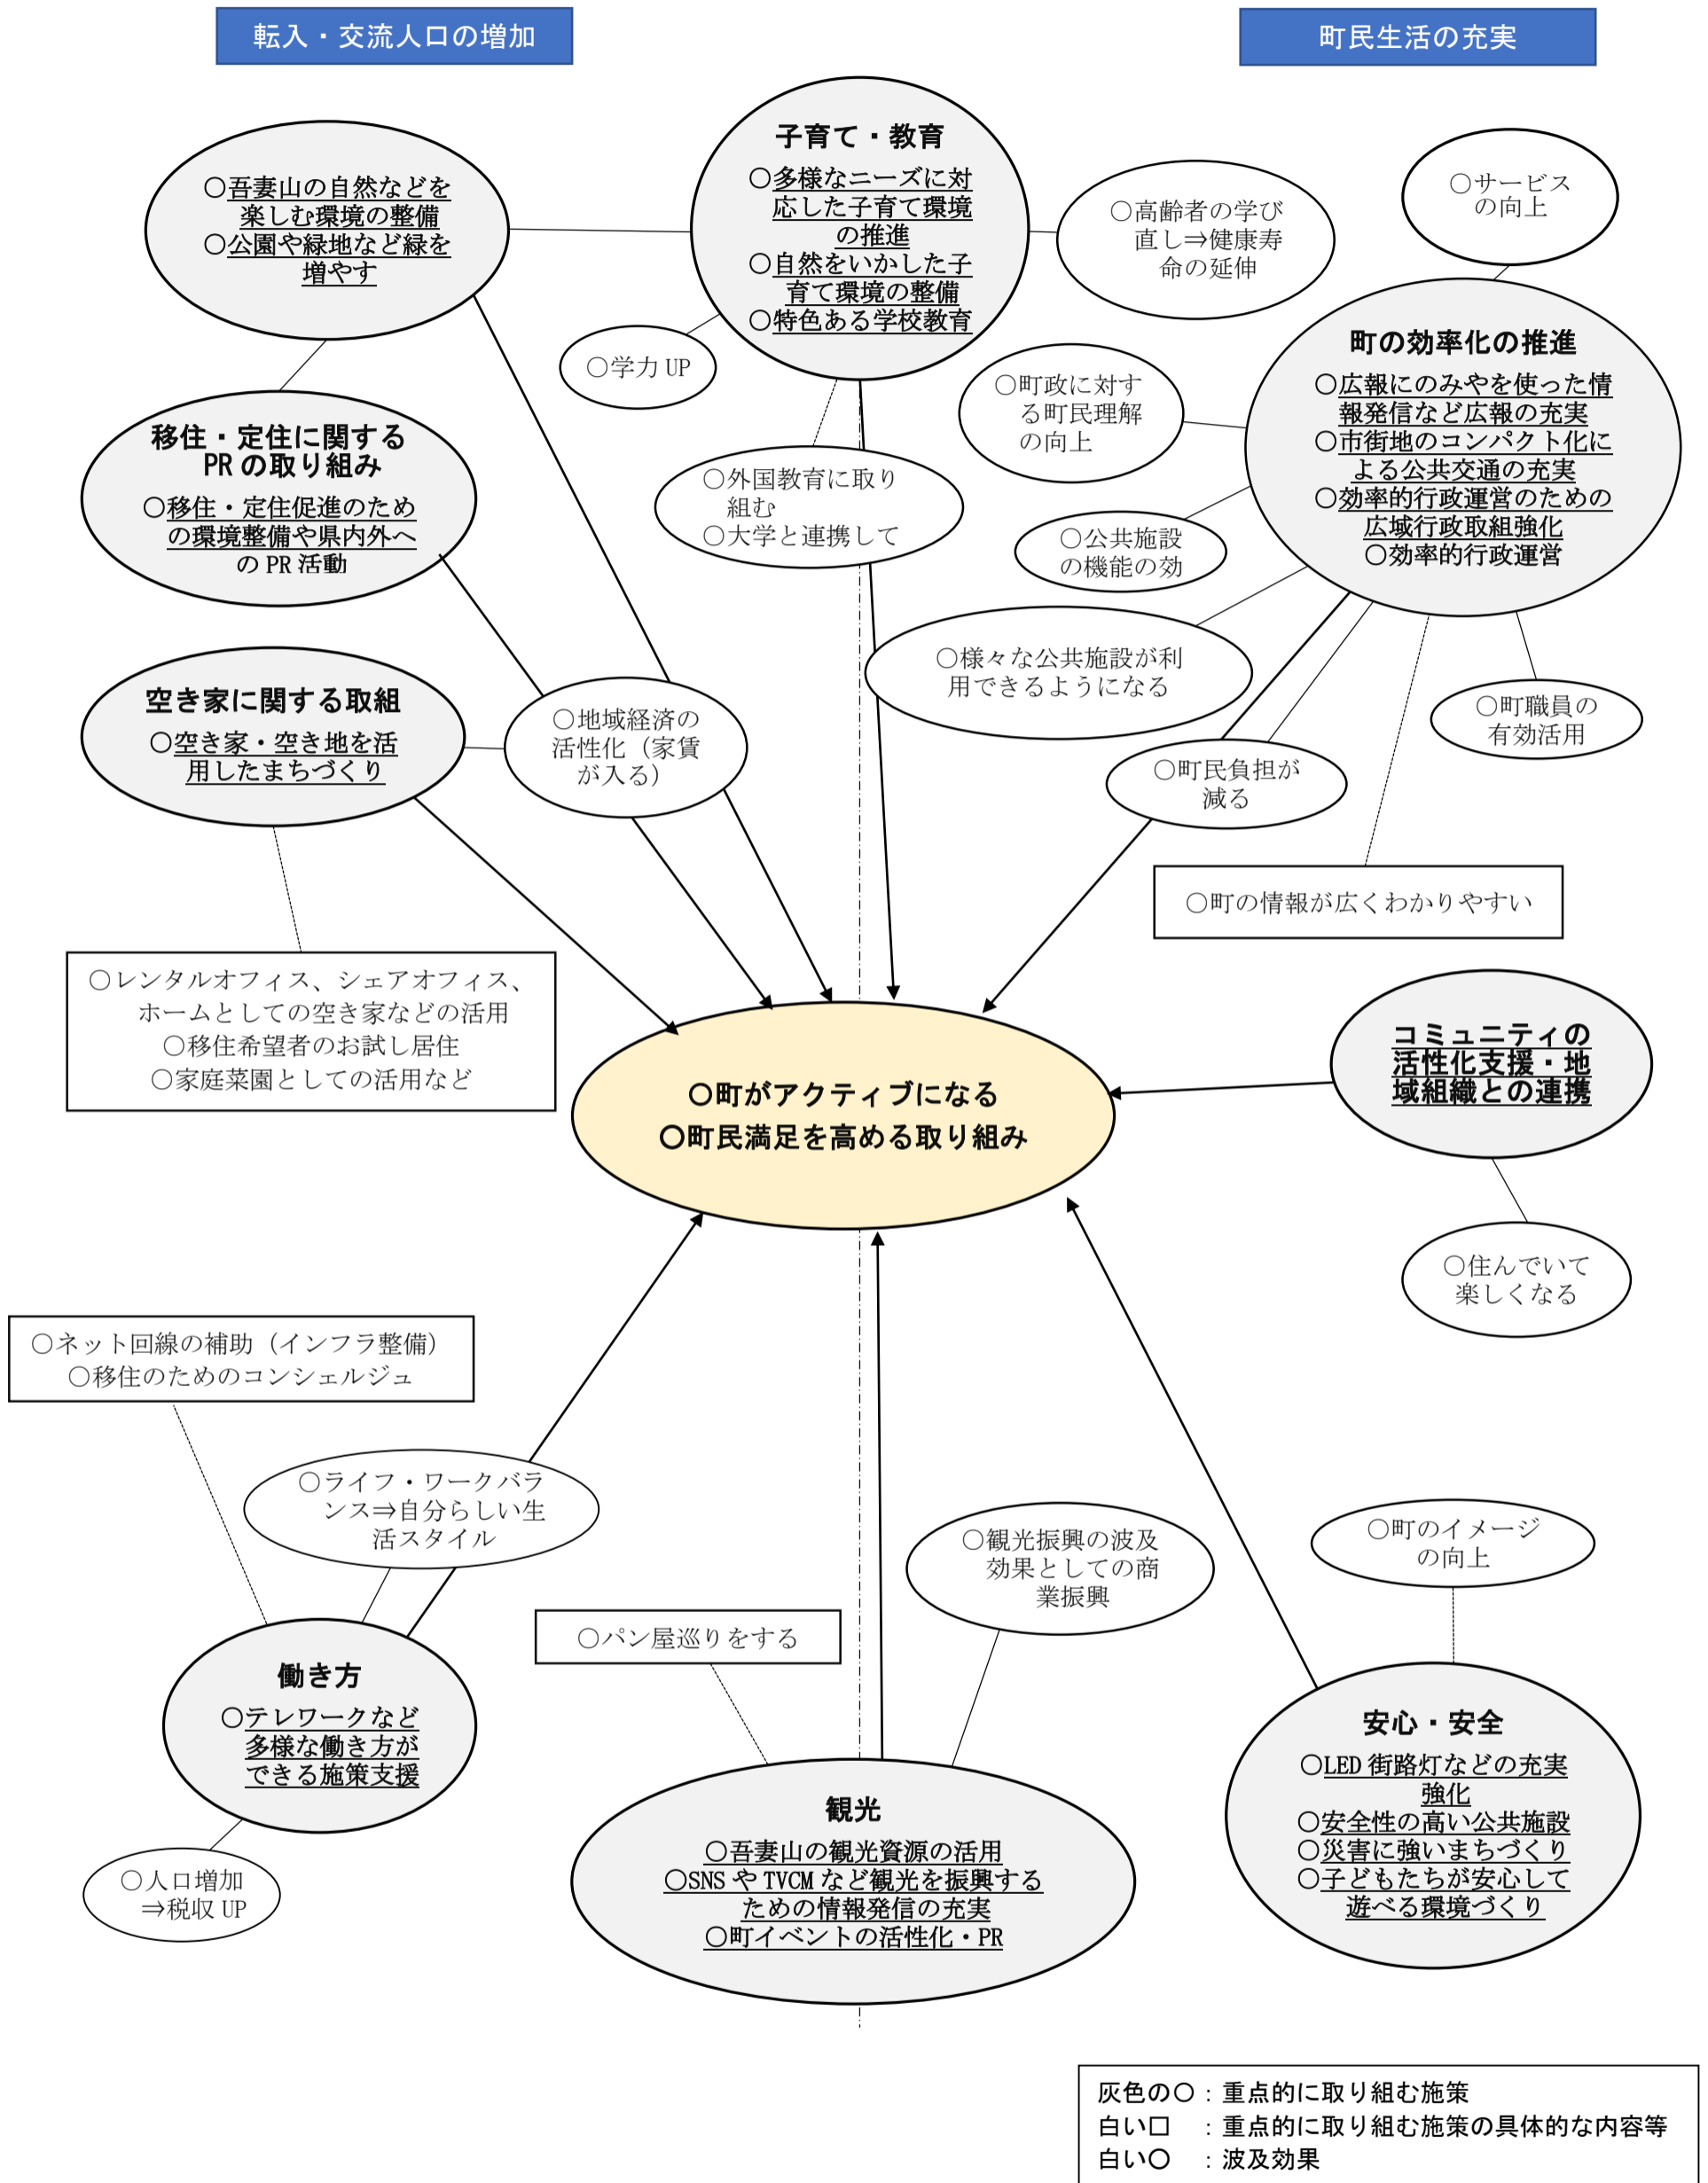 転入・交流人口の増加
町民生活の充実
○吾妻山の自然などを
楽しむ環境の整備
○公園や緑地など緑を
増やす
子育て・教育
○多様なニーズに対
応した子育て環境
の推進
○自然をいかした子
育て環境の整備
○特色ある学校教育
○高齢者の学び
直し⇒健康寿
命の延伸
○サービス
の向上
○学力 UP
○町政に対す
る町民理解
の向上
町の効率化の推進
○広報にのみやを使った情
報発信など広報の充実
○市街地のコンパクト化に
よる公共交通の充実
○効率的行政運営のための
広域行政取組強化
○効率的行政運営
移住・定住に関する
PR の取り組み
○移住・定住促進のため
の環境整備や県内外へ
の PR 活動
○外国教育に取り
組む
○大学と連携して
○公共施設
の機能の効
○様々な公共施設が利
用できるようになる
空き家に関する取組
○空き家・空き地を活
用したまちづくり
○地域経済の
活性化（家賃
が入る）
○町職員の
有効活用
○町民負担が
減る
○町の情報が広くわかりやすい
○レンタルオフィス、シェアオフィス、
ホームとしての空き家などの活用
○移住希望者のお試し居住
○家庭菜園としての活用など
○町がアクティブになる
○町民満足を高める取り組み
コミュニティの
活性化支援・地
域組織との連携
○住んでいて
楽しくなる
○ネット回線の補助（インフラ整備）
○移住のためのコンシェルジュ
○ライフ・ワークバラ
ンス⇒自分らしい生
活スタイル
○観光振興の波及
効果としての商
業振興
○町のイメージ
の向上
○パン屋巡りをする
働き方
○テレワークなど
多様な働き方が
できる施策支援
○人口増加
⇒税収 UP
観光
○吾妻山の観光資源の活用
○SNS や TVCM など観光を振興する
ための情報発信の充実
○町イベントの活性化・PR
安心・安全
○LED 街路灯などの充実
強化
○安全性の高い公共施設
○災害に強いまちづくり
○子どもたちが安心して
遊べる環境づくり
灰色の○：重点的に取り組む施策
白い□　：重点的に取り組む施策の具体的な内容等
白い○　：波及効果